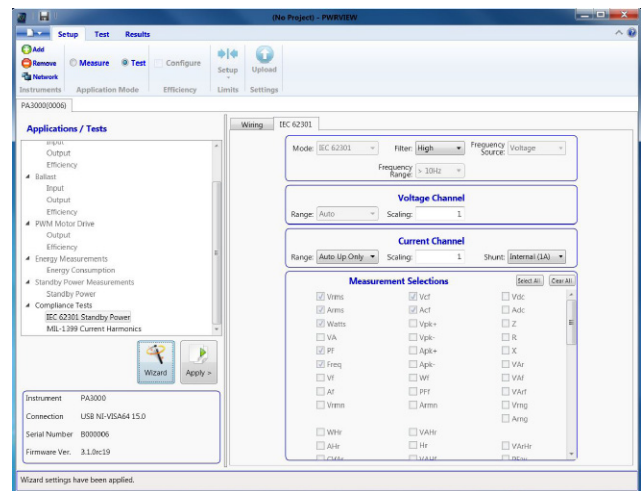 (No Project) - PWRVIEW
Setup Test Results
Add
Remove
Network
Measure Test Configure
Setup
Upload
Instruments Application Mode Efficiency Limits Settings
PA3000(0006)
Applications / Tests
Input
Output
Efficiency
Ballast
Input
Output
Efficiency
PWM Motor Drive
Output
Efficiency
Energy Measurements
Energy Consumption
Standby Power Measurements
Standby Power
Compliance Tests
IEC 62301 Standby Power
MIL-1399 Current Harmonics
Wizard Apply >
Instrument PA3000
Connection USB NI-VISA64 15.0
Serial Number B000006
Firmware Ver. 3.1.0rc19
Wiring IEC 62301
Mode: IEC 62301 Filter: High Frequency Source: Voltage
Frequency Range: > 10Hz
Voltage Channel
Range: Auto Scaling: 1
Current Channel
Range: Auto Up Only Scaling: 1 Shunt: Internal (1A)
Measurement Selections Select All Clear All
Vrms Vcf Vdc
Arms Acf Adc
Watts Vpk+ Z
VA Vpk- R
Pf Apk+ X
Freq Apk- VAr
Vf Wf VAf
Af PFf VArf
Vrmn Armn Vrng
Arng
WHr VAHr
AHr Hr VArHr
Wizard settings have been applied.